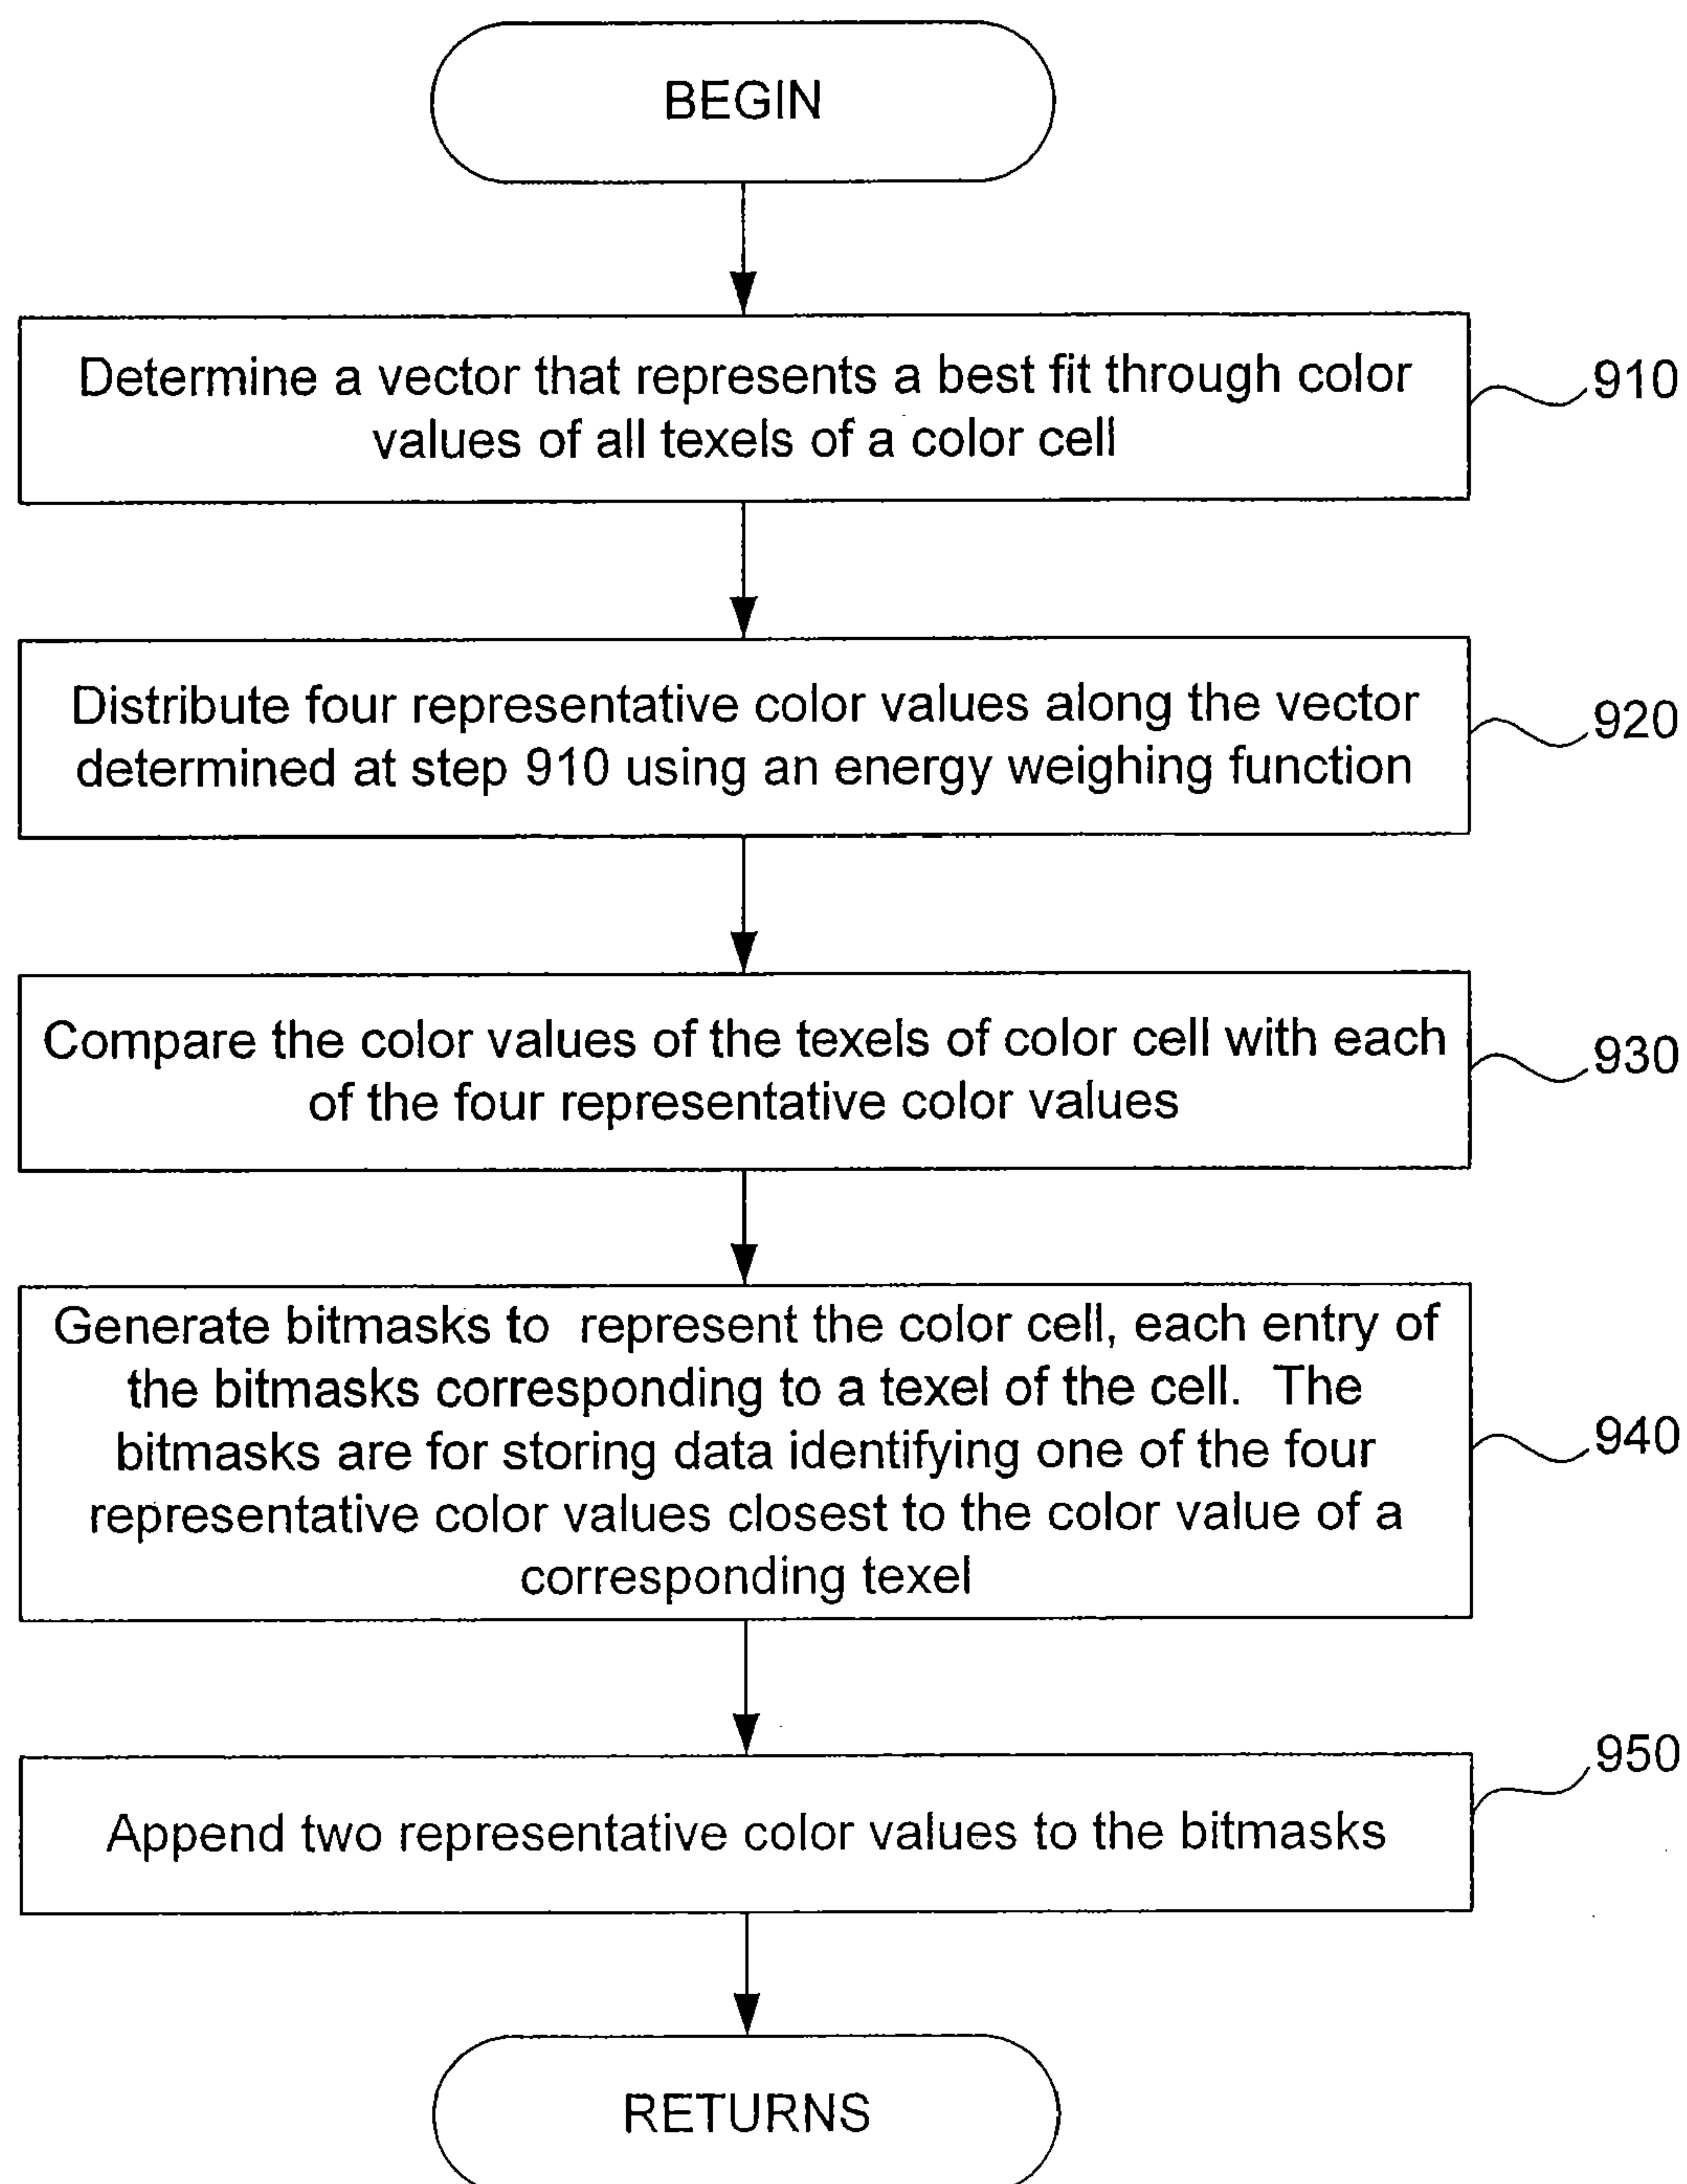 BEGIN
Determine a vector that represents a best fit through color
values of all texels of a color cell
910
Distribute four representative color values along the vector
determined at step 910 using an energy weighing function
920
Compare the color values of the texels of color cell with each
of the four representative color values
930
Generate bitmasks to represent the color cell, each entry of
the bitmasks corresponding to a texel of the cell. The
bitmasks are for storing data identifying one of the four
representative color values closest to the color value of a
corresponding texel
940
950
Append two representative color values to the bitmasks
RETURNS